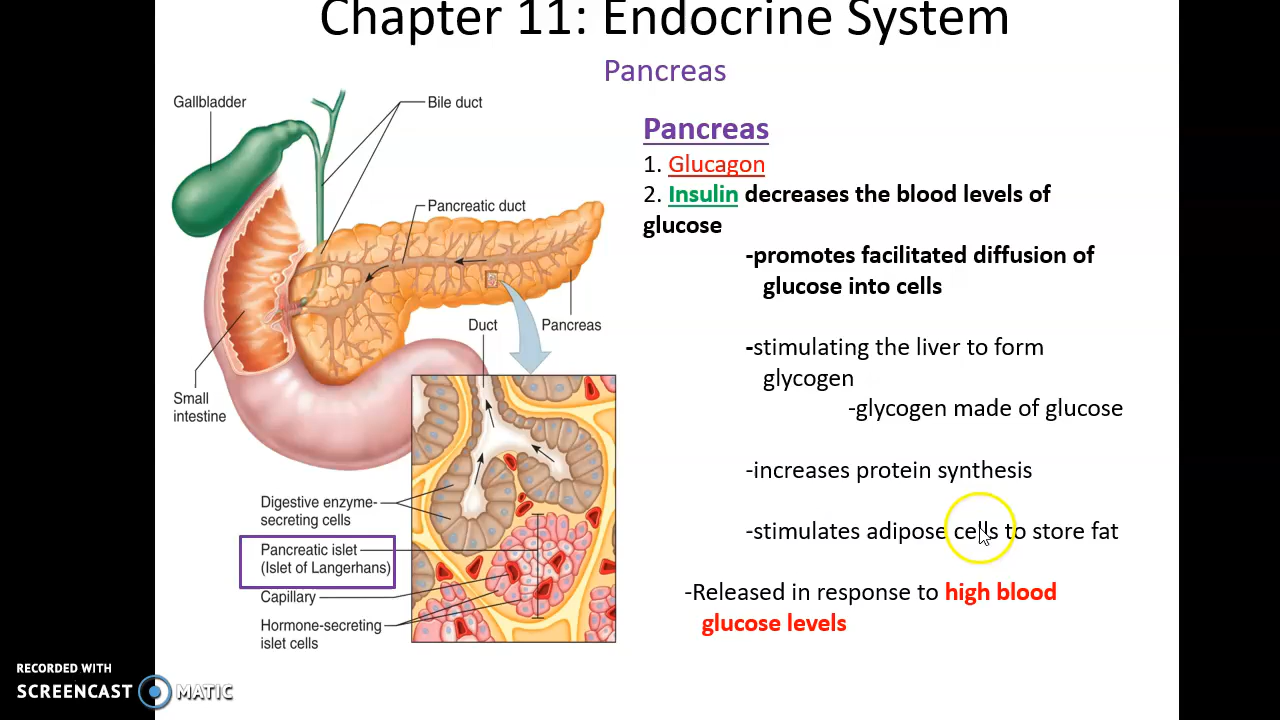 Chapter 11: Endocrine System
Pancreas
Gallbladder
Bile duct
Pancreatic duct
Duct
Pancreas
Small
intestine
Digestive enzyme-
secreting cells
Pancreatic islet
(Islet of Langerhans)
Capillary
Hormone-secreting
islet cells
Pancreas
1. Glucagon
2. Insulin decreases the blood levels of
glucose
-promotes facilitated diffusion of
glucose into cells
-stimulating the liver to form
glycogen
-glycogen made of glucose
-increases protein synthesis
-stimulates adipose cells to store fat
-Released in response to high blood
glucose levels
RECORDED WITH
SCREENCAST MATIC